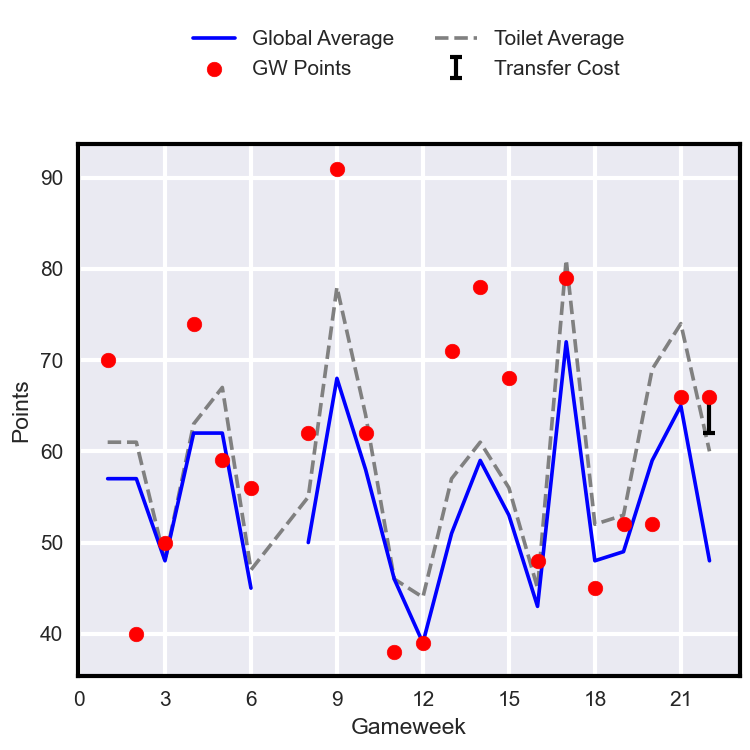 Global Average
Toilet Average
GW Points
Transfer Cost
90
80
70
60
50
40
Points
0 3 6 9 12 15 18 21
Gameweek